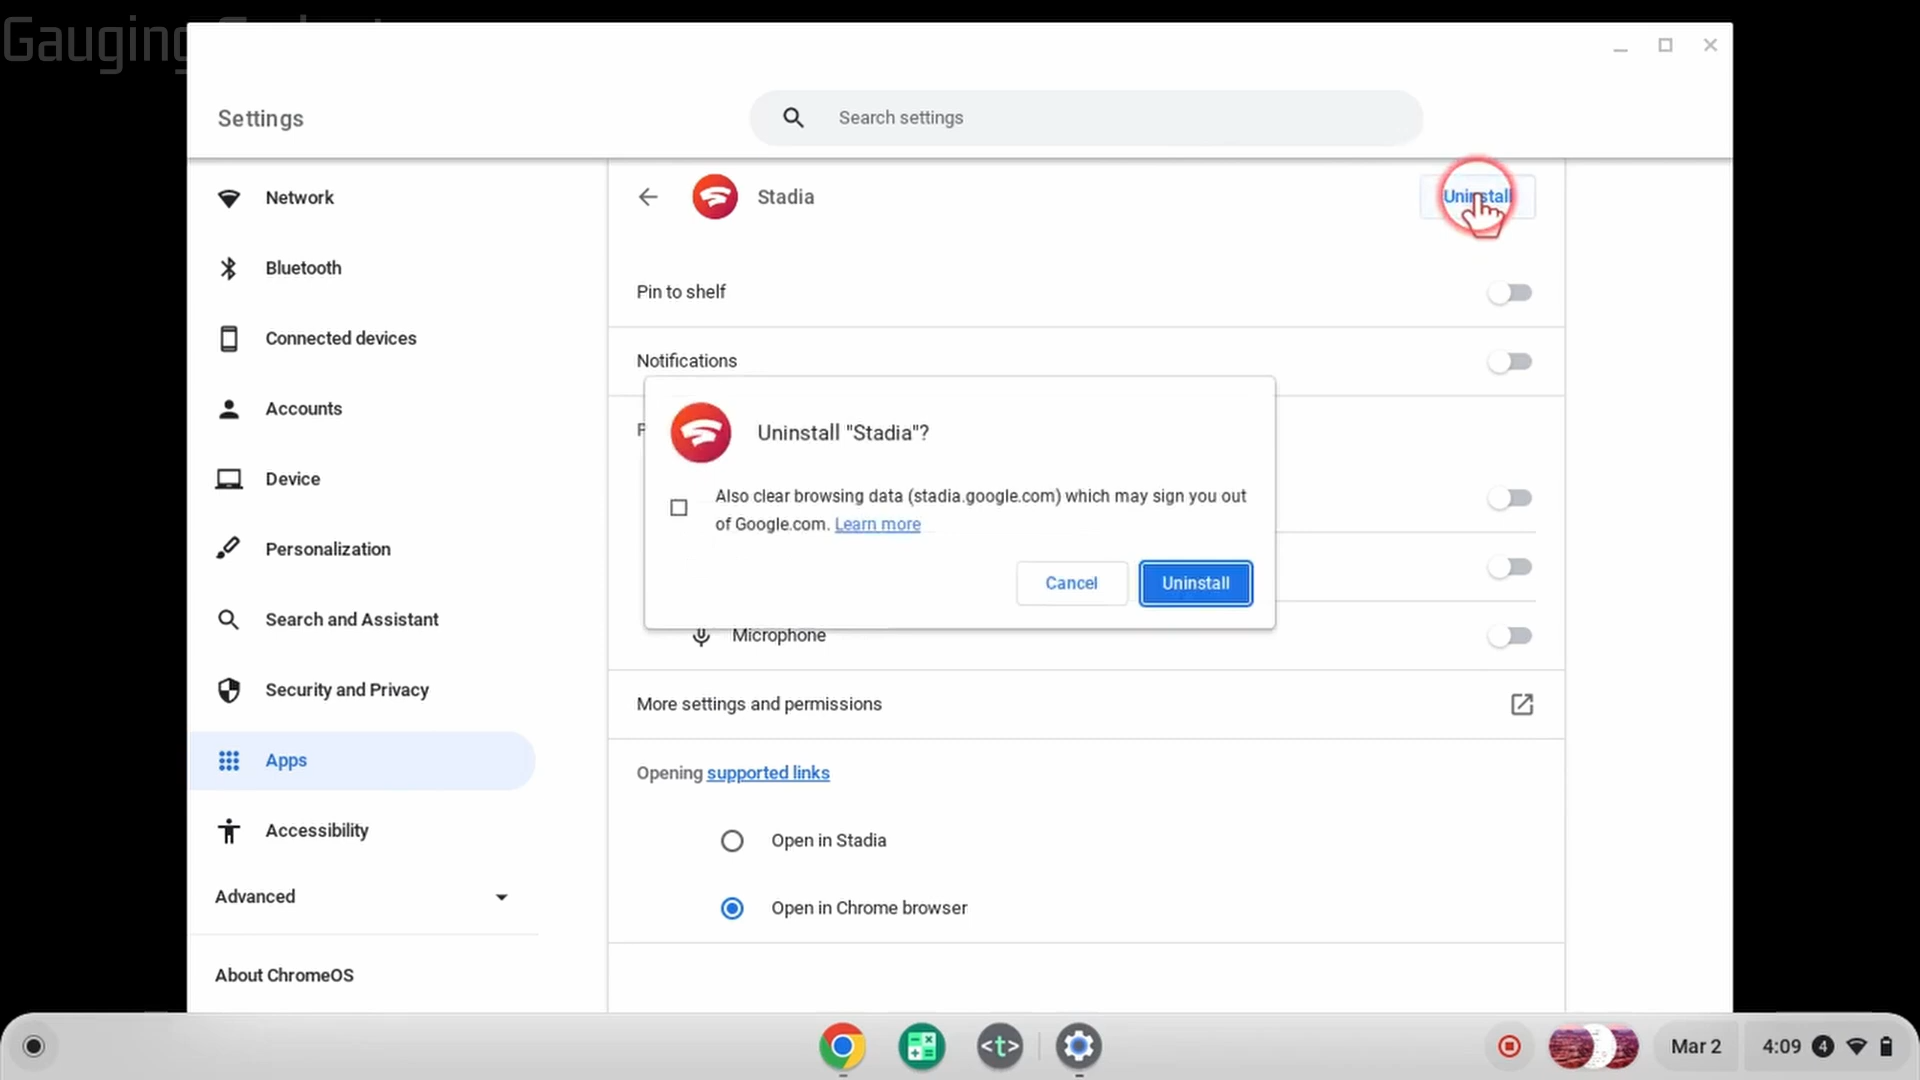 Gauging
Settings
Search settings
Network
Stadia
Uninstall
Bluetooth
Pin to shelf
Connected devices
Notifications
Accounts
Uninstall "Stadia"?
Device
Also clear browsing data (stadia.google.com) which may sign you out
of Google.com. Learn more
Personalization
Cancel
Uninstall
Search and Assistant
Microphone
Security and Privacy
More settings and permissions
Apps
Opening supported links
Accessibility
Open in Stadia
Advanced
Open in Chrome browser
About ChromeOS
<t>
Mar 2
4:09
4